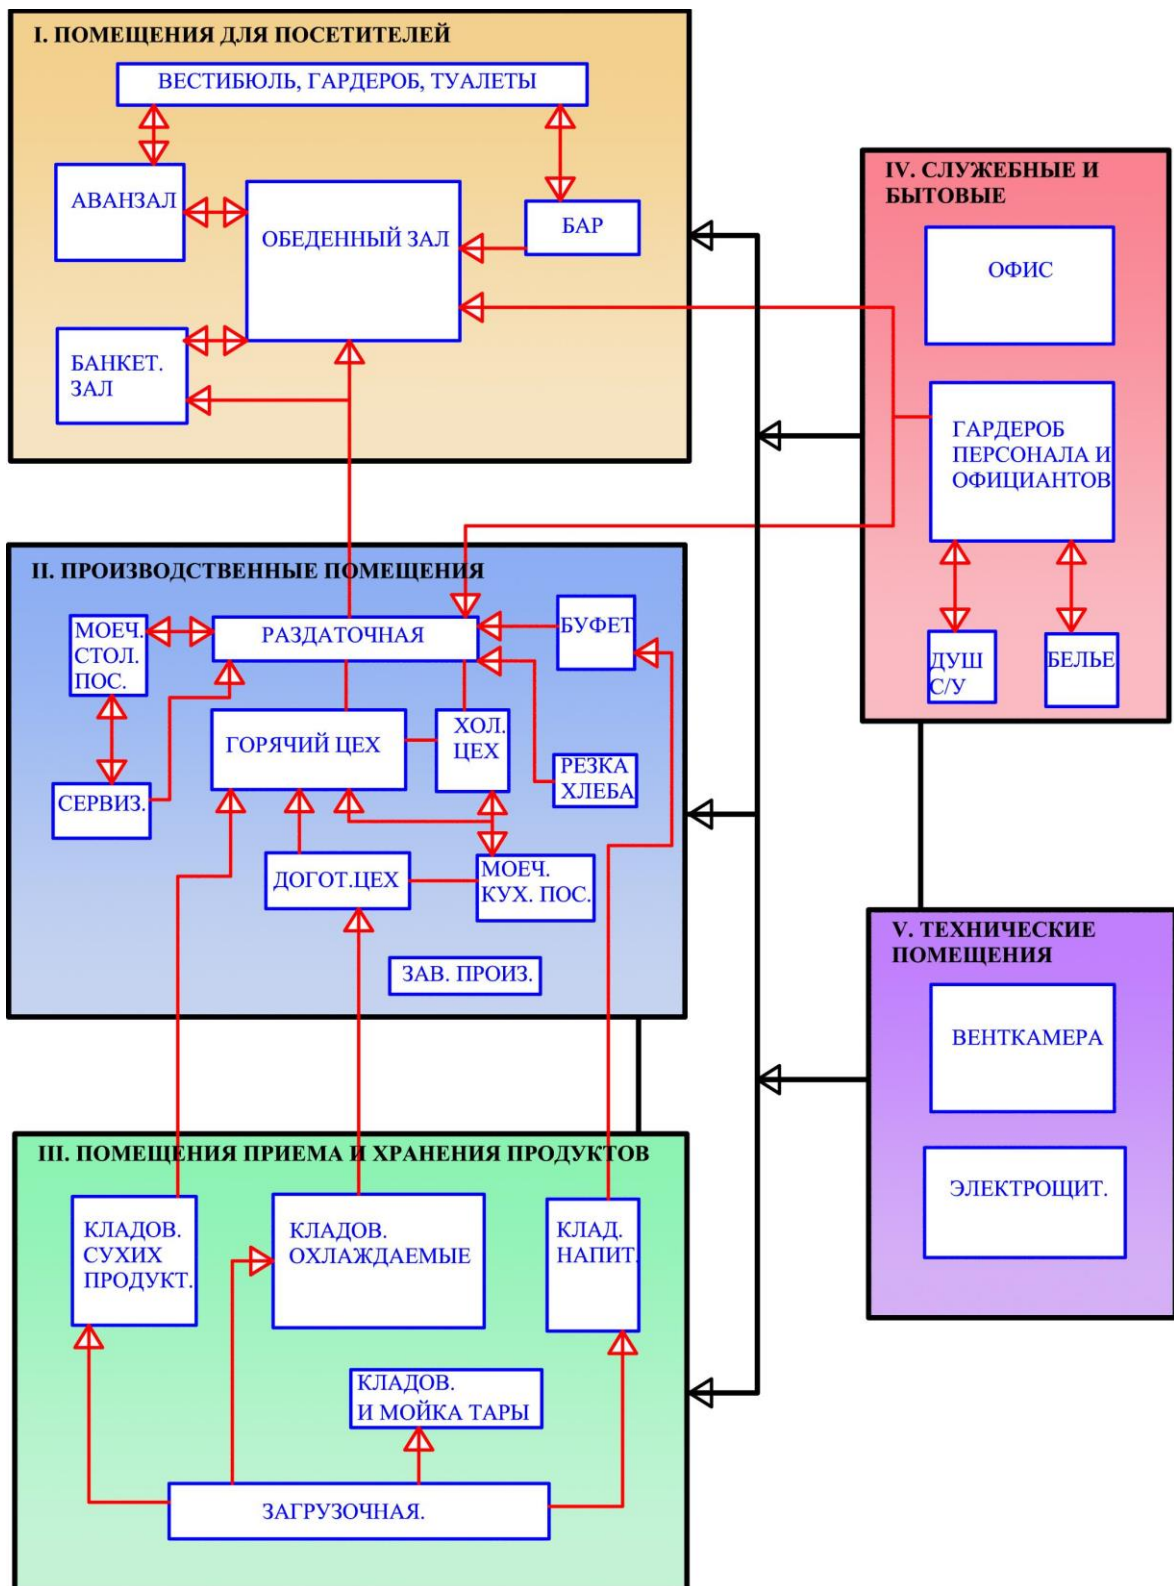 I. ПОМЕЩЕНИЯ ДЛЯ ПОСЕТИТЕЛЕЙ
ВЕСТИБЮЛЬ, ГАРДЕРОБ, ТУАЛЕТЫ
АВАНЗАЛ
ОБЕДЕННЫЙ ЗАЛ
БАР
БАНКЕТ.
ЗАЛ
IV. СЛУЖЕБНЫЕ И
БЫТОВЫЕ
ОФИС
ГАРДЕРОБ
ПЕРСОНАЛА И
ОФИЦИАНТОВ
ДУШ
С/У
БЕЛЬЕ
II. ПРОИЗВОДСТВЕННЫЕ ПОМЕЩЕНИЯ
МОЕЧ.
СТОЛ.
ПОС.
РАЗДАТОЧНАЯ
БУФЕТ
ГОРЯЧИЙ ЦЕХ
ХОЛ.
ЦЕХ
РЕЗКА
ХЛЕБА
СЕРВИЗ.
ДОГОТ.ЦЕХ
МОЕЧ.
КУХ. ПОС.
ЗАВ. ПРОИЗ.
V. ТЕХНИЧЕСКИЕ
ПОМЕЩЕНИЯ
ВЕНТКАМЕРА
ЭЛЕКТРОЩИТ.
III. ПОМЕЩЕНИЯ ПРИЕМА И ХРАНЕНИЯ ПРОДУКТОВ
КЛАДОВ.
СУХИХ
ПРОДУКТ.
КЛАДОВ.
ОХЛАЖДАЕМЫЕ
КЛАД.
НАПИТ.
КЛАДОВ.
И МОЙКА ТАРЫ
ЗАГРУЗОЧНАЯ.